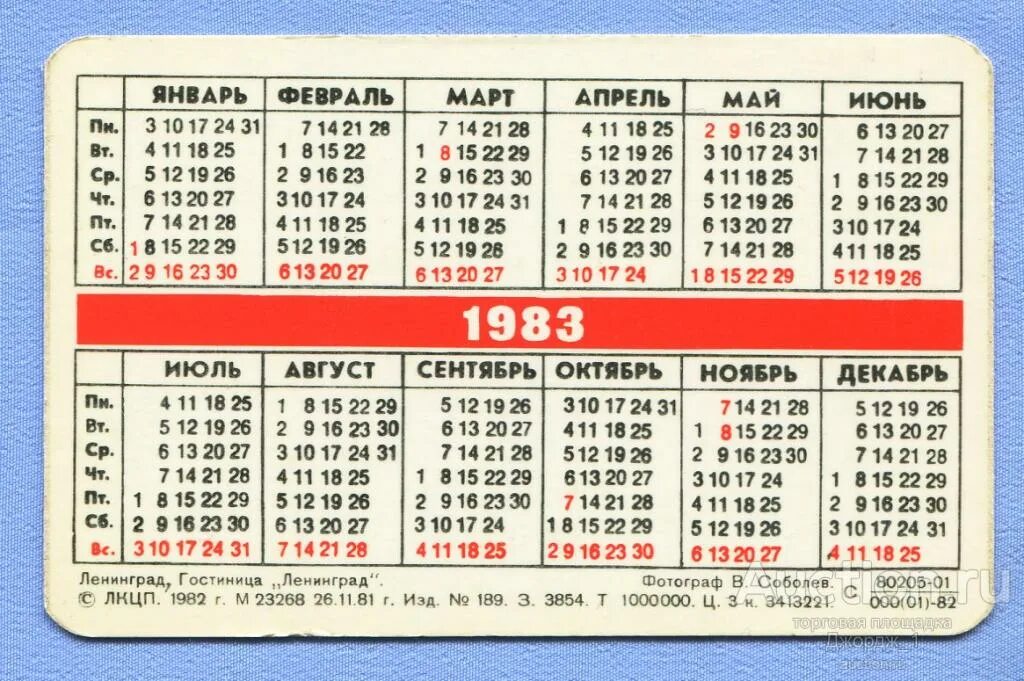 ЯНВАРЬ ФЕВРАЛЬ МАРТ АПРЕЛЬ МАЙ ИЮНЬ
Пн. 3 10 17 24 31 7 14 21 28 7 14 21 28 4 11 18 25 2 9 16 23 30 6 13 20 27
Вт. 4 11 18 25 1 8 15 22 1 8 15 22 29 5 12 19 26 3 10 17 24 31 7 14 21 28
Ср. 5 12 19 26 2 9 16 23 2 9 16 23 30 6 13 20 27 4 11 18 25 1 8 15 22 29
Чт. 6 13 20 27 3 10 17 24 3 10 17 24 31 7 14 21 28 5 12 19 26 2 9 16 23 30
Пт. 7 14 21 28 4 11 18 25 4 11 18 25 1 8 15 22 29 6 13 20 27 3 10 17 24
Сб. 1 8 15 22 29 5 12 19 26 5 12 19 26 2 9 16 23 30 7 14 21 28 4 11 18 25
Вс. 2 9 16 23 30 6 13 20 27 6 13 20 27 3 10 17 24 1 8 15 22 29 5 12 19 26
1983
ИЮЛЬ АВГУСТ СЕНТЯБРЬ ОКТЯБРЬ НОЯБРЬ ДЕКАБРЬ
Пн. 4 11 18 25 1 8 15 22 29 5 12 19 26 3 10 17 24 31 7 14 21 28 5 12 19 26
Вт. 5 12 19 26 2 9 16 23 30 6 13 20 27 4 11 18 25 1 8 15 22 29 6 13 20 27
Ср. 6 13 20 27 3 10 17 24 31 7 14 21 28 5 12 19 26 2 9 16 23 30 7 14 21 28
Чт. 7 14 21 28 4 11 18 25 1 8 15 22 29 6 13 20 27 3 10 17 24 1 8 15 22 29
Пт. 1 8 15 22 29 5 12 19 26 2 9 16 23 30 7 14 21 28 4 11 18 25 2 9 16 23 30
Сб. 2 9 16 23 30 6 13 20 27 3 10 17 24 1 8 15 22 29 5 12 19 26 3 10 17 24 31
Вс. 3 10 17 24 31 7 14 21 28 4 11 18 25 2 9 16 23 30 6 13 20 27 4 11 18 25
Ленинград, Гостиница „Ленинград". Фотограф В. Соболев. 80205-01
© ЛКЦП. 1982 г. М 23268 26.11.81 г. Изд. № 189. З. 3854. Т 1000000. Ц. 3 к. 3413221. С 000(01)-82
Auction.ru
торговая площадка
Джордж_1
auction.ru